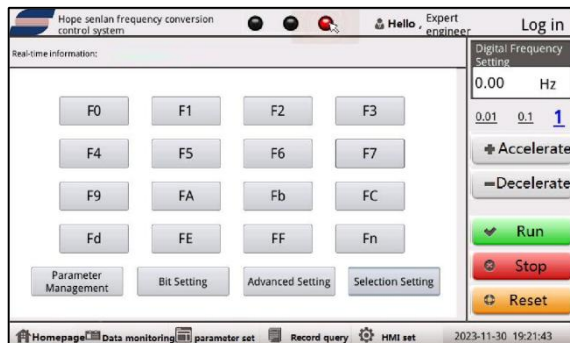 Hope senlan frequency conversion
control system
Hello , Expert
engineer
Log in
Real-time information:
Digital Frequency
Setting
0.00 Hz
0.01 0.1 1
F0 F1 F2 F3
F4 F5 F6 F7
F9 FA Fb FC
Fd FE FF Fn
Parameter
Management
Bit Setting
Advanced Setting
Selection Setting
+Accelerate
-Decelerate
Run
Stop
Reset
Homepage Data monitoring parameter set Record query HMI set 2023-11-30 19:21:43